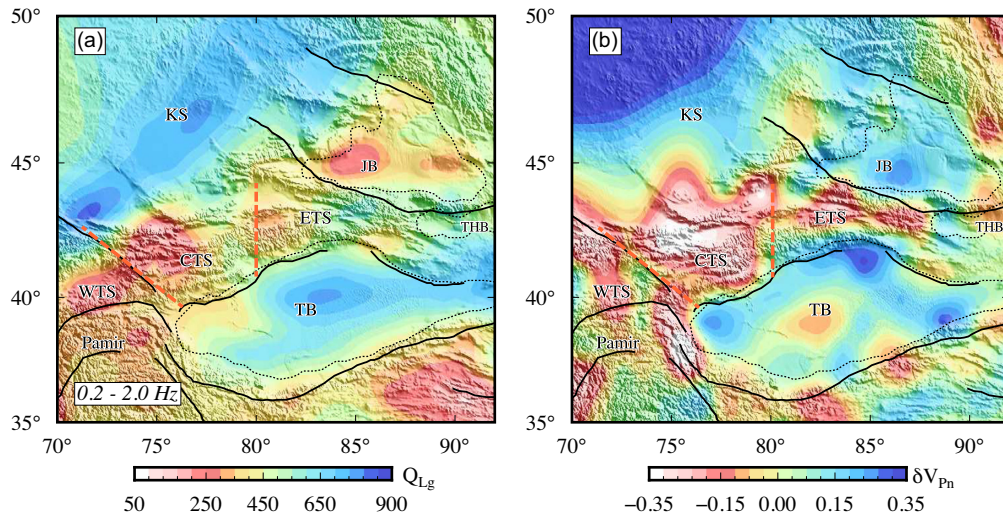 50°
(a)
KS
45°
JB
ETS
THB
CTS
40°
WTS
TB
Pamir
0.2 - 2.0 Hz
35°
70 75 80 85 90
50 250 450 650 900
Q_Lg
50°
(b)
KS
45°
JB
ETS
THB
CTS
40°
WTS
TB
Pamir
35°
70 75 80 85 90
−0.35 −0.15 0.00 0.15 0.35
δV_Pn